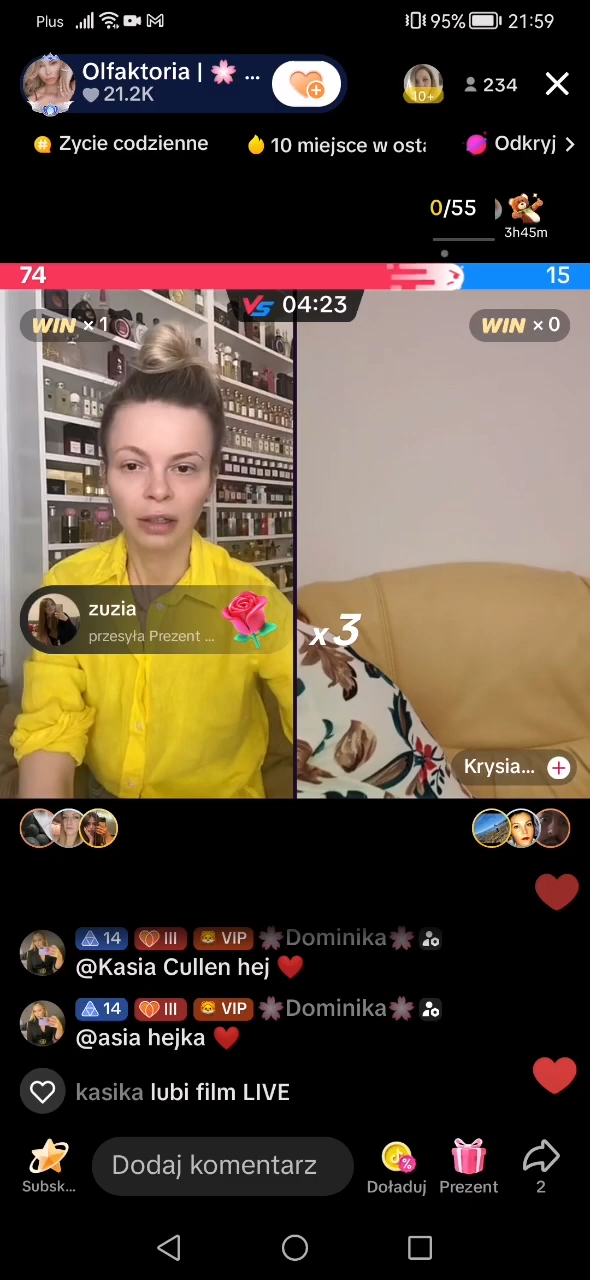 Plus 95% 21:59
Olfaktoria | 🌸 ...
21.2K
10+
234
Zycie codzienne
10 miejsce w osta
Odkryj >
0/55
3h45m
74
15
VS 04:23
WIN × 1
WIN × 0
zuzia
przesyła Prezent ...
x3
Krysia...
14 III VIP 🌸Dominika🌸
@Kasia Cullen hej ❤️
14 III VIP 🌸Dominika🌸
@asia hejka ❤️
kasika lubi film LIVE
Subsk...
Dodaj komentarz
Doładuj
Prezent
2